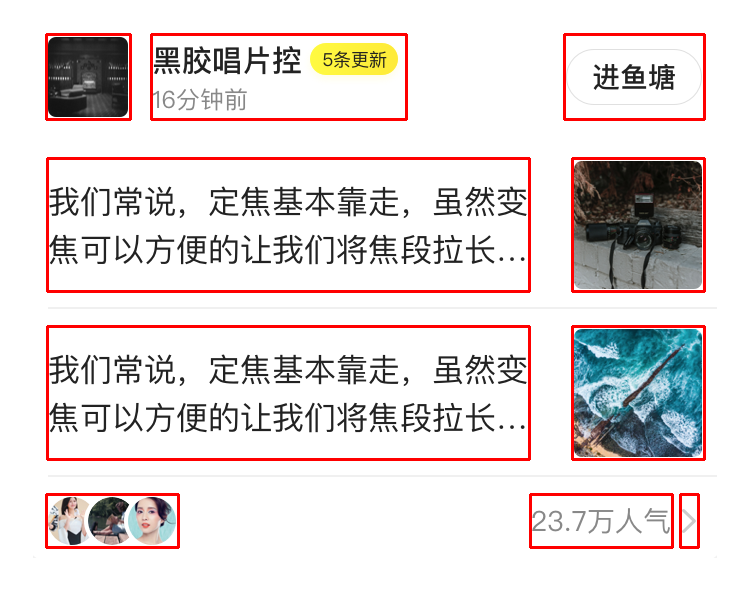 黑胶唱片控 5条更新
16分钟前
进鱼塘
我们常说，定焦基本靠走，虽然变
焦可以方便的让我们将焦段拉长...
我们常说，定焦基本靠走，虽然变
焦可以方便的让我们将焦段拉长...
23.7万人气